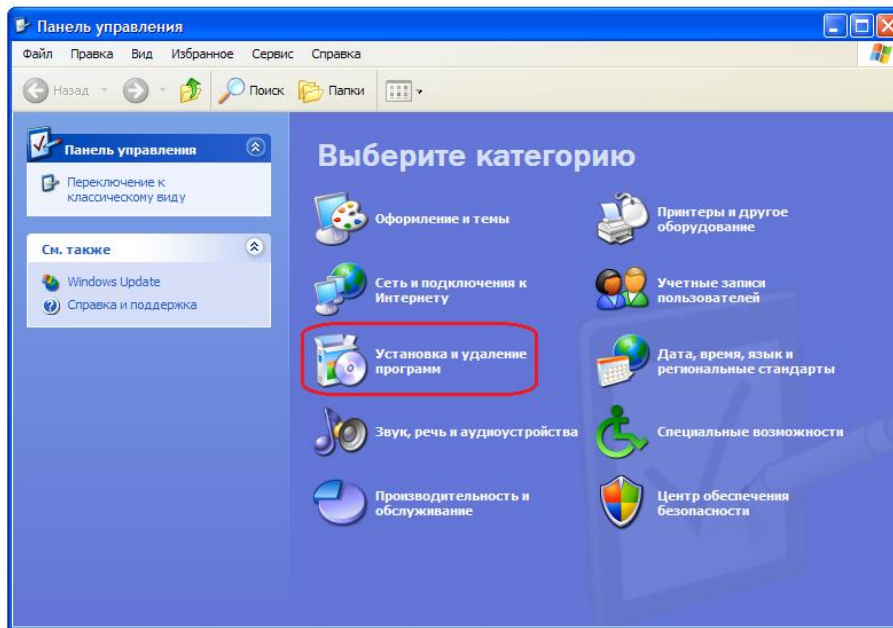 Панель управления
Файл Правка Вид Избранное Сервис Справка
Назад Поиск Папки
Панель управления
Переключение к
классическому виду
См. также
Windows Update
Справка и поддержка
Выберите категорию
Оформление и темы
Принтеры и другое
оборудование
Сеть и подключения к
Интернету
Учетные записи
пользователей
Установка и удаление
программ
Дата, время, язык и
региональные стандарты
Звук, речь и аудиоустройства
Специальные возможности
Производительность и
обслуживание
Центр обеспечения
безопасности